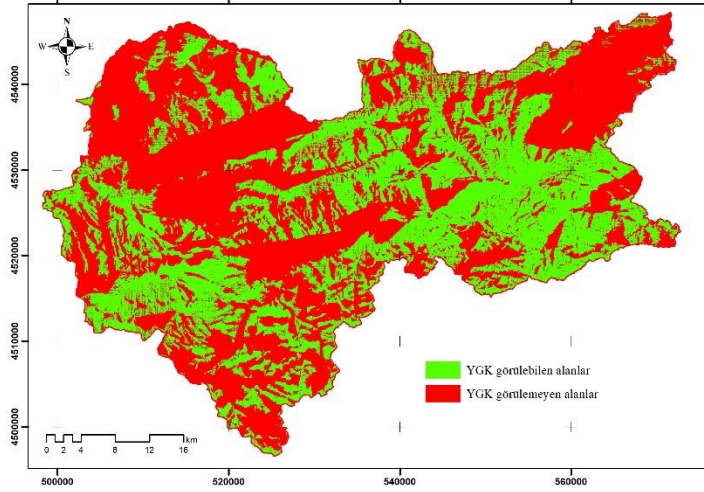 N
W E
S
4540000
4530000
4520000
4510000
4500000
YGK görülebilen alanlar
YGK görülemeyen alanlar
km
0 2 4 8 12 16
500000 520000 540000 560000